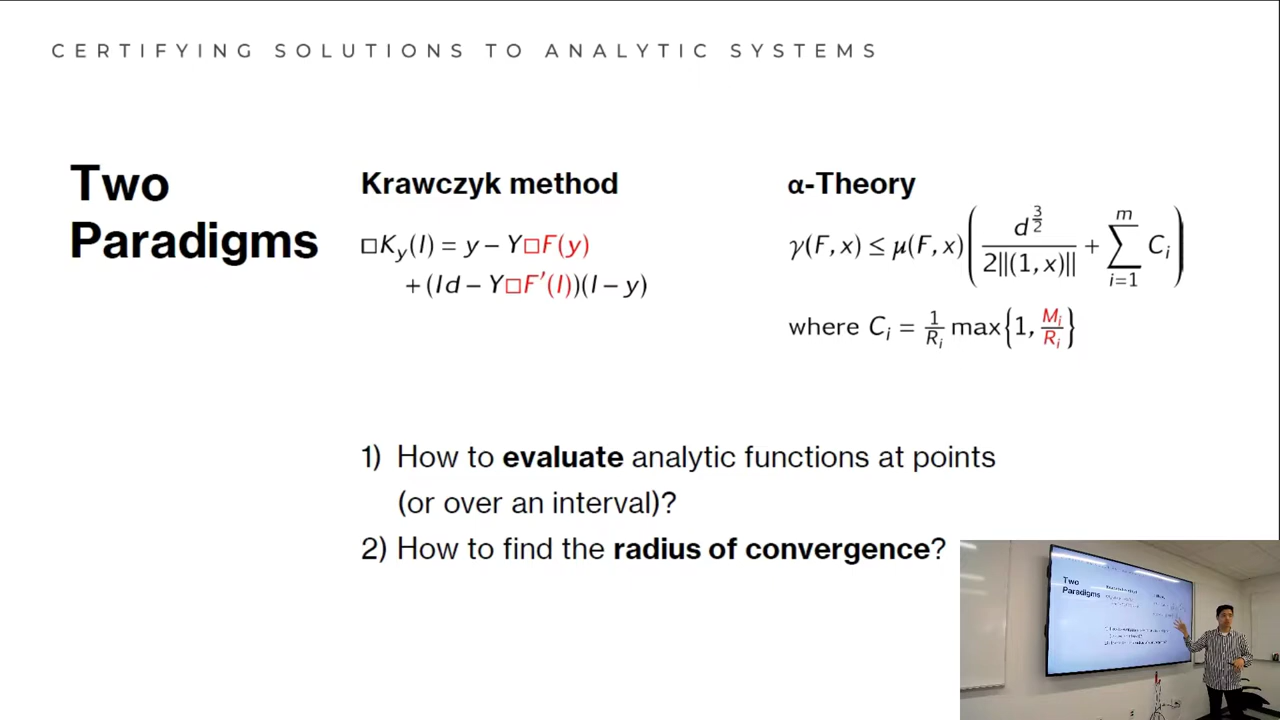 CERTIFYING SOLUTIONS TO ANALYTIC SYSTEMS
Two
Paradigms
Krawczyk method
□K_y(I) = y − Y□F(y)
+ (Id − Y□F′(I))(I − y)
α-Theory
γ(F, x) ≤ μ(F, x) ( d^{3/2} / 2||(1, x)|| + ∑_{i=1}^{m} C_i )
where C_i = 1/R_i max{1, M_i/R_i}
1) How to evaluate analytic functions at points
(or over an interval)?
2) How to find the radius of convergence?
Two
Paradigms